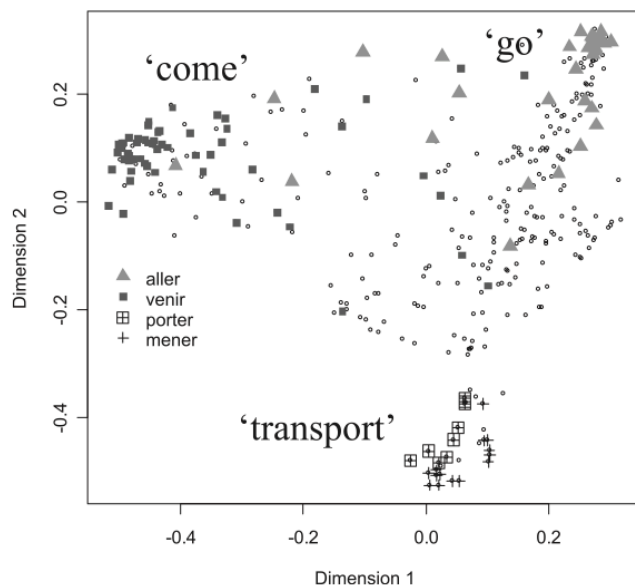 'go'
'come'
0.2
0.0
-0.2
-0.4
Dimension 2
aller
venir
porter
mener
'transport'
-0.4
-0.2
0.0
0.2
Dimension 1